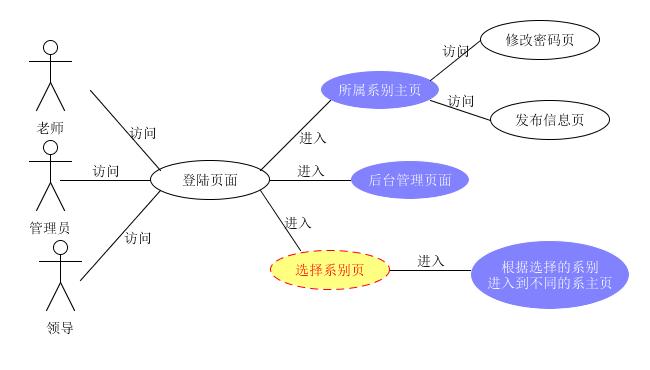 修改密码页
访问
所属系别主页
访问
发布信息页
老师
访问
进入
访问
登陆页面
进入
后台管理页面
管理员
访问
进入
选择系别页
进入
根据选择的系别
进入到不同的系主页
领导